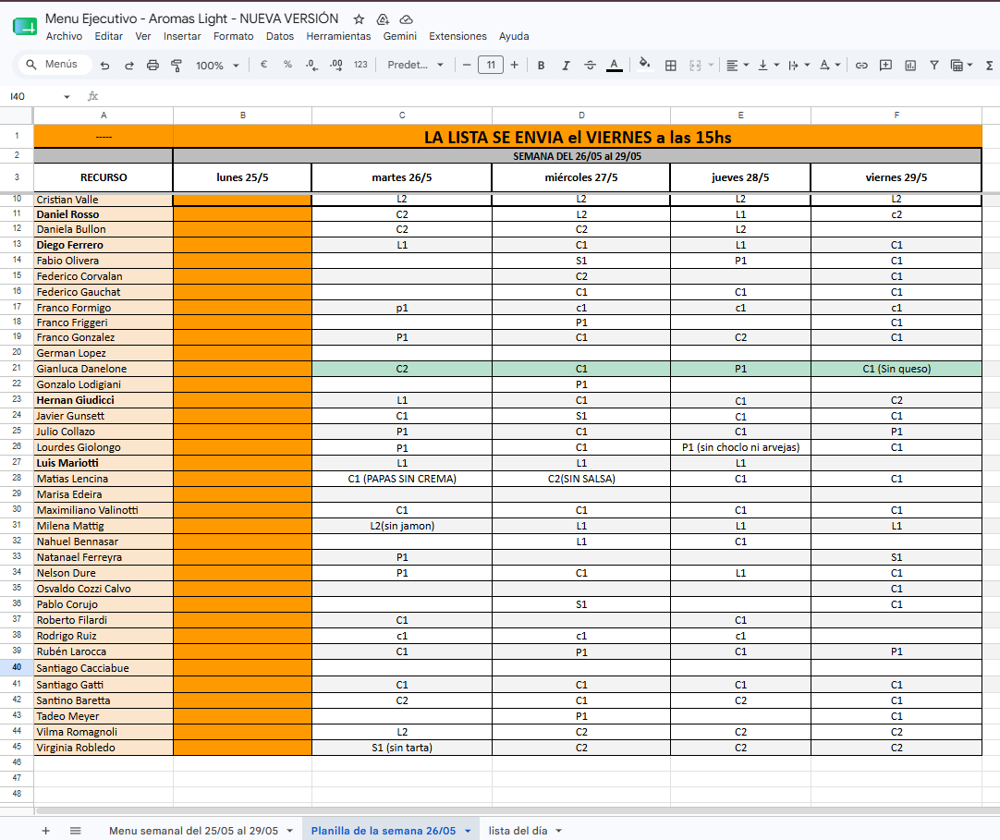 Menu Ejecutivo - Aromas Light - NUEVA VERSIÓN
Archivo Editar Ver Insertar Formato Datos Herramientas Gemini Extensiones Ayuda
Menús 100% € % .0 .00 123 Predet... − 11 + B I A Σ
I40 fx
A B C D E F
1 ----- LA LISTA SE ENVIA el VIERNES a las 15hs
2 SEMANA DEL 26/05 al 29/05
3 RECURSO lunes 25/5 martes 26/5 miércoles 27/5 jueves 28/5 viernes 29/5
10 Cristian Valle L2 L2 L2 L2
11 Daniel Rosso C2 L2 L1 c2
12 Daniela Bullon C2 C2 L2
13 Diego Ferrero L1 C1 L1 C1
14 Fabio Olivera S1 P1 C1
15 Federico Corvalan C2 C1
16 Federico Gauchat C1 C1 C1
17 Franco Formigo p1 c1 c1 c1
18 Franco Friggeri P1 C1
19 Franco Gonzalez P1 C1 C2 C1
20 German Lopez
21 Gianluca Danelone C2 C1 P1 C1 (Sin queso)
22 Gonzalo Lodigiani P1
23 Hernan Giudicci L1 C1 C1 C2
24 Javier Gunsett C1 S1 C1 C1
25 Julio Collazo P1 C1 C1 P1
26 Lourdes Giolongo P1 C1 P1 (sin choclo ni arvejas) C1
27 Luis Mariotti L1 L1 L1
28 Matias Lencina C1 (PAPAS SIN CREMA) C2(SIN SALSA) C1 C1
29 Marisa Edeira
30 Maximiliano Valinotti C1 C1 C1 C1
31 Milena Mattig L2(sin jamon) L1 L1 L1
32 Nahuel Bennasar L1 C1
33 Natanael Ferreyra P1 S1
34 Nelson Dure P1 C1 L1 C1
35 Osvaldo Cozzi Calvo C1
36 Pablo Corujo S1 C1
37 Roberto Filardi C1 C1
38 Rodrigo Ruiz c1 c1 c1
39 Rubén Larocca C1 P1 C1 P1
40 Santiago Cacciabue
41 Santiago Gatti C1 C1 C1 C1
42 Santino Baretta C2 C1 C2 C1
43 Tadeo Meyer P1 C1
44 Vilma Romagnoli L2 C2 C2 C2
45 Virginia Robledo S1 (sin tarta) C2 C2 C2
46
47
48
+ Menu semanal del 25/05 al 29/05 Planilla de la semana 26/05 lista del día